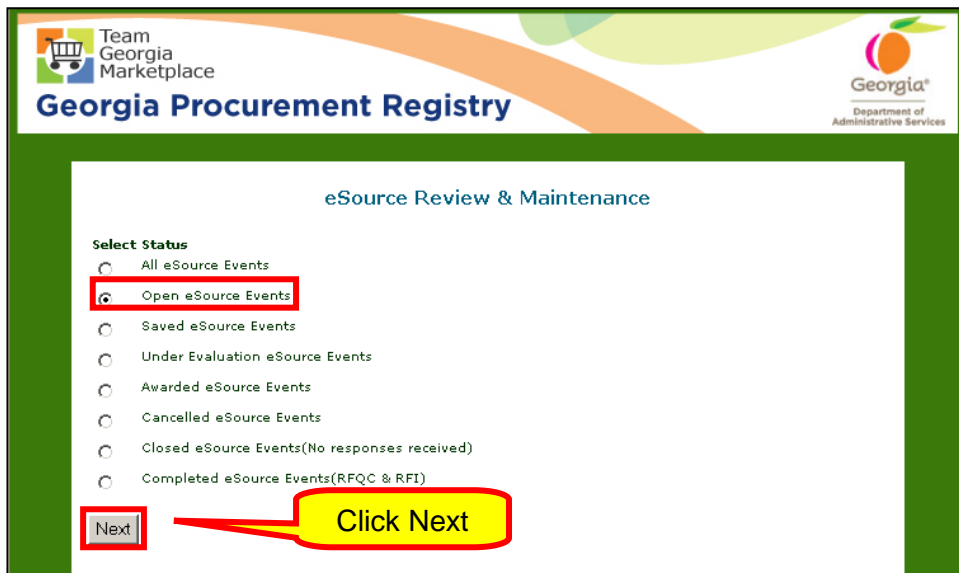 Team
Georgia
Marketplace
Georgia Procurement Registry
Georgia®
Department of
Administrative Services
eSource Review & Maintenance
Select Status
All eSource Events
Open eSource Events
Saved eSource Events
Under Evaluation eSource Events
Awarded eSource Events
Cancelled eSource Events
Closed eSource Events(No responses received)
Completed eSource Events(RFQC & RFI)
Next
Click Next